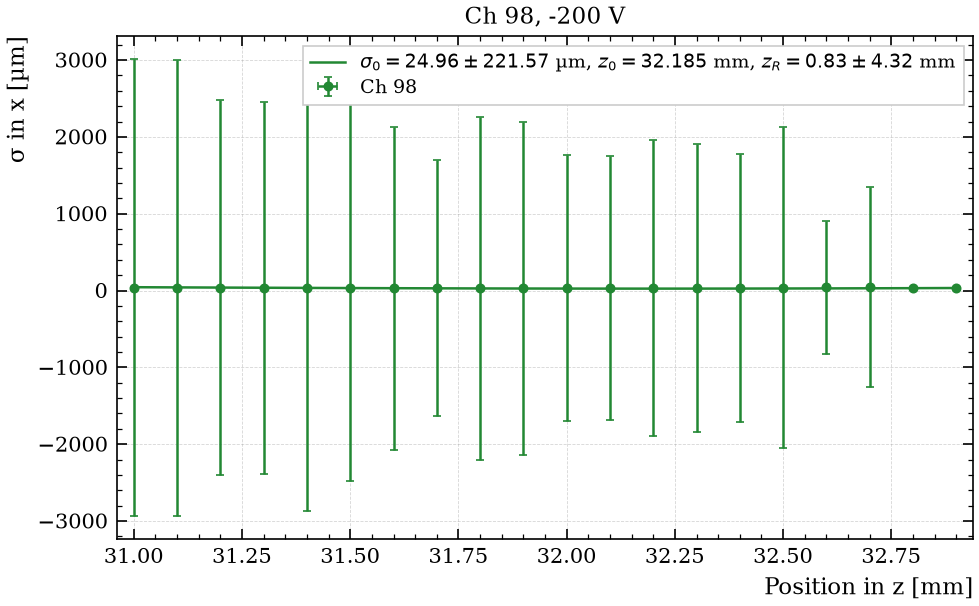 Ch 98, -200 V
σ in x [μm]
σ₀ = 24.96 ± 221.57 μm, z₀ = 32.185 mm, z_R = 0.83 ± 4.32 mm
Ch 98
3000
2000
1000
0
−1000
−2000
−3000
31.00 31.25 31.50 31.75 32.00 32.25 32.50 32.75
Position in z [mm]